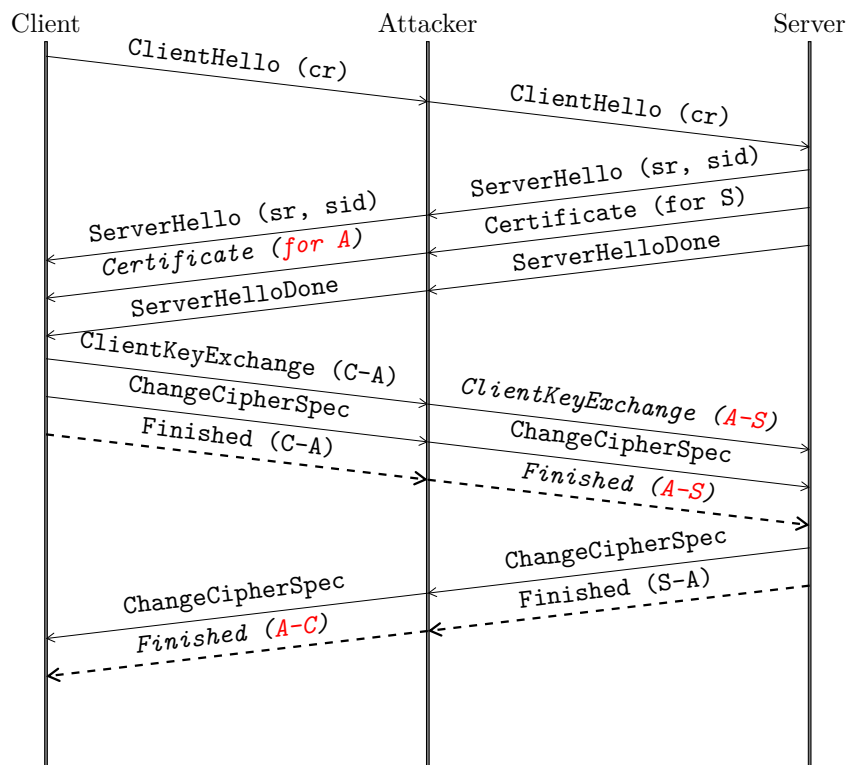 Client
Attacker
Server
ClientHello (cr)
ClientHello (cr)
ServerHello (sr, sid)
Certificate (for S)
ServerHelloDone
ServerHello (sr, sid)
Certificate (for A)
ServerHelloDone
ClientKeyExchange (C-A)
ChangeCipherSpec
Finished (C-A)
ClientKeyExchange (A-S)
ChangeCipherSpec
Finished (A-S)
ChangeCipherSpec
Finished (S-A)
ChangeCipherSpec
Finished (A-C)